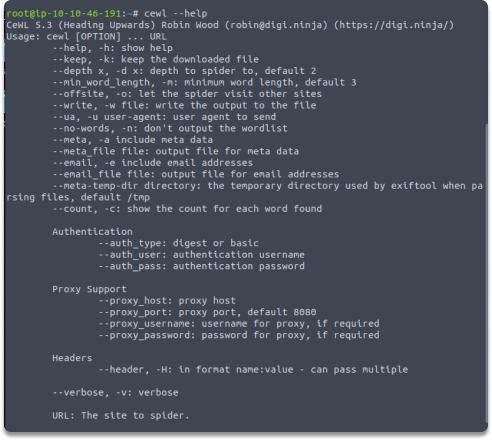 root@ip-10-10-46-191:~# cewl --help
CeWL 5.3 (Heading Upwards) Robin Wood (robin@digi.ninja) (https://digi.ninja/)
Usage: cewl [OPTION] ... URL
--help, -h: show help
--keep, -k: keep the downloaded file
--depth x, -d x: depth to spider to, default 2
--min_word_length, -m: minimum word length, default 3
--offsite, -o: let the spider visit other sites
--write, -w file: write the output to the file
--ua, -u user-agent: user agent to send
--no-words, -n: don't output the wordlist
--meta, -a include meta data
--meta_file file: output file for meta data
--email, -e include email addresses
--email_file file: output file for email addresses
--meta-temp-dir directory: the temporary directory used by exiftool when pa
rsing files, default /tmp
--count, -c: show the count for each word found
Authentication
--auth_type: digest or basic
--auth_user: authentication username
--auth_pass: authentication password
Proxy Support
--proxy_host: proxy host
--proxy_port: proxy port, default 8080
--proxy_username: username for proxy, if required
--proxy_password: password for proxy, if required
Headers
--header, -H: in format name:value - can pass multiple
--verbose, -v: verbose
URL: The site to spider.